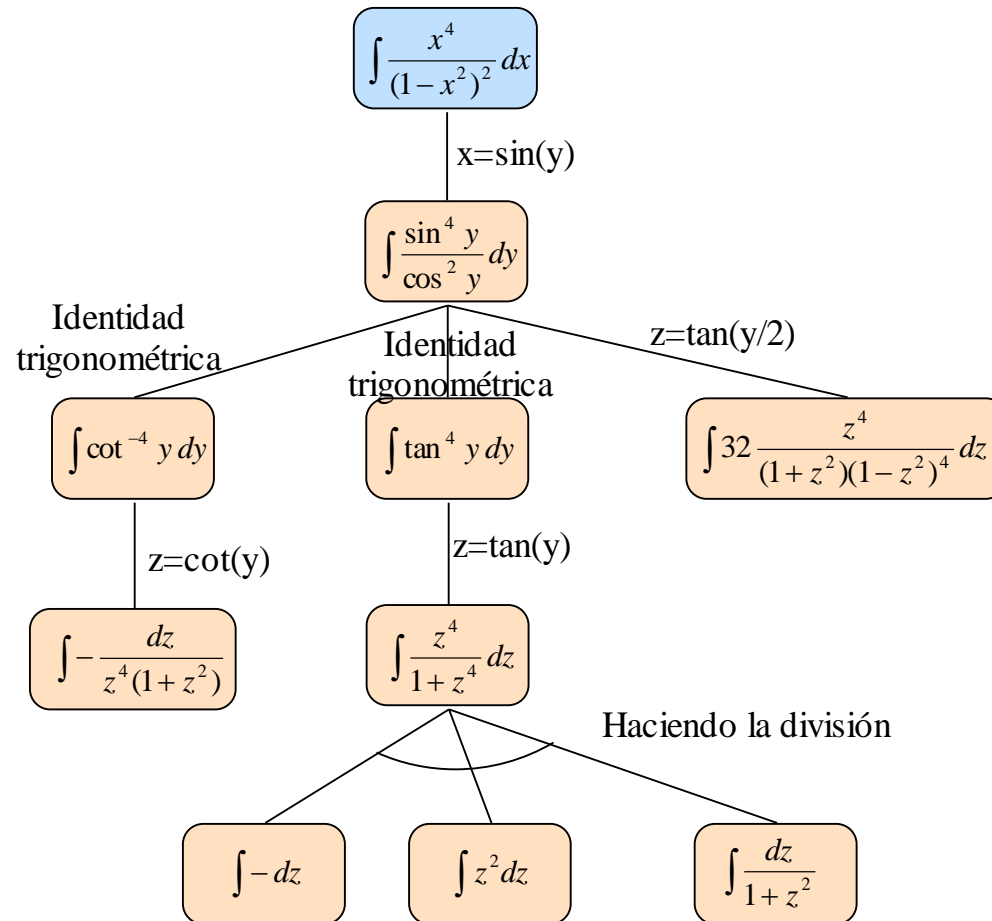 ∫ x⁴/(1 − x²)² dx
x=sin(y)
∫ sin⁴ y/cos² y dy
Identidad
trigonométrica
Identidad
trigonométrica
z=tan(y/2)
∫ cot⁻⁴ y dy
∫ tan⁴ y dy
∫ 32 z⁴/((1 + z²)(1 − z²)⁴) dz
z=cot(y)
z=tan(y)
∫ − dz/(z⁴(1 + z²))
∫ z⁴/(1 + z⁴) dz
Haciendo la división
∫ − dz
∫ z² dz
∫ dz/(1 + z²)